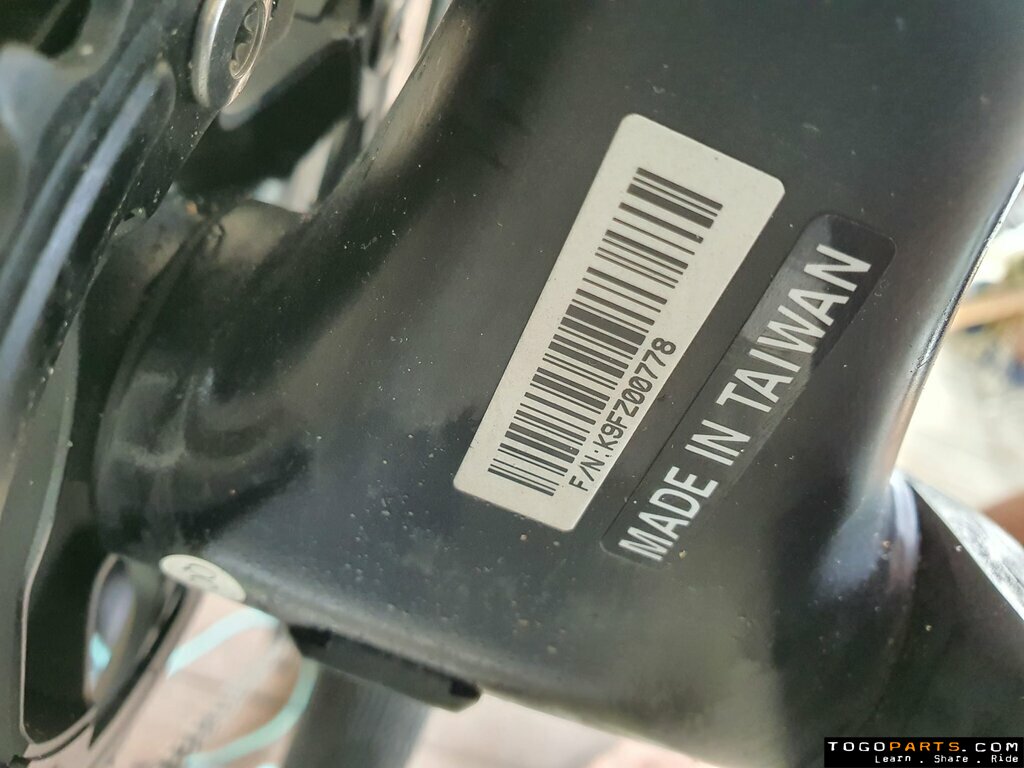 F/N:K9FZ00778
MADE IN TAIWAN
TOGOPARTS.COM
Learn . Share . Ride